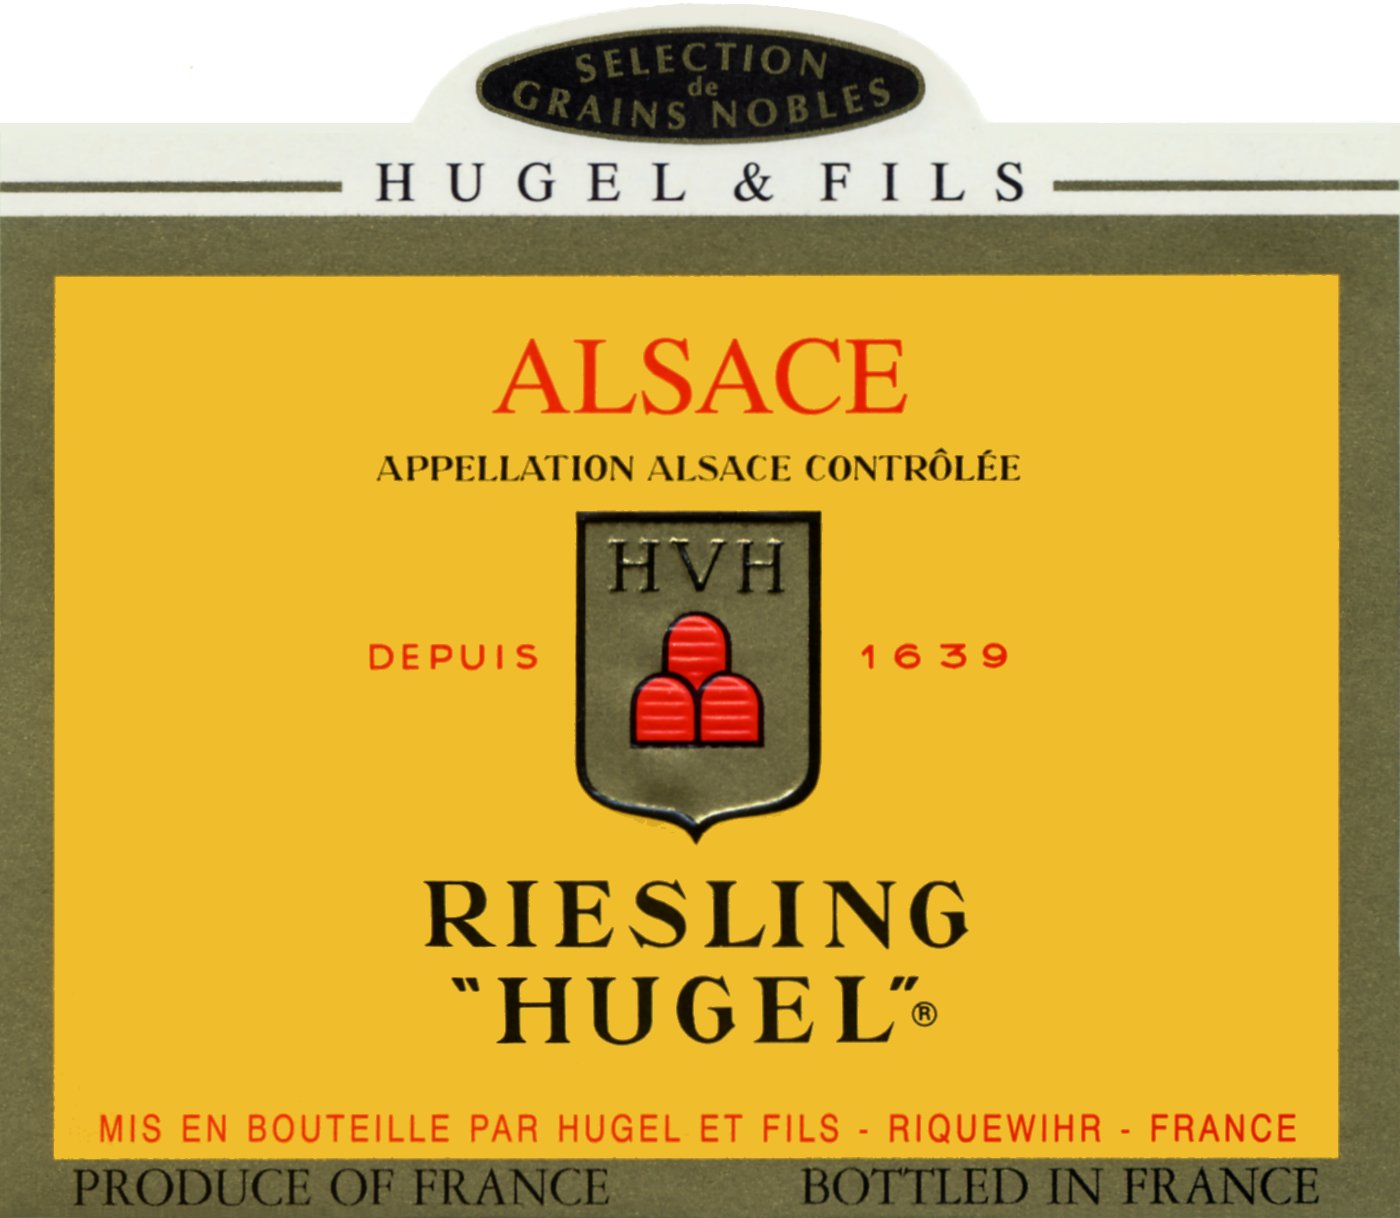 SELECTION
de
GRAINS NOBLES
HUGEL & FILS
ALSACE
APPELLATION ALSACE CONTRÔLÉE
HVH
DEPUIS 1639
RIESLING
"HUGEL"®
MIS EN BOUTEILLE PAR HUGEL ET FILS - RIQUEWIHR - FRANCE
PRODUCE OF FRANCE BOTTLED IN FRANCE